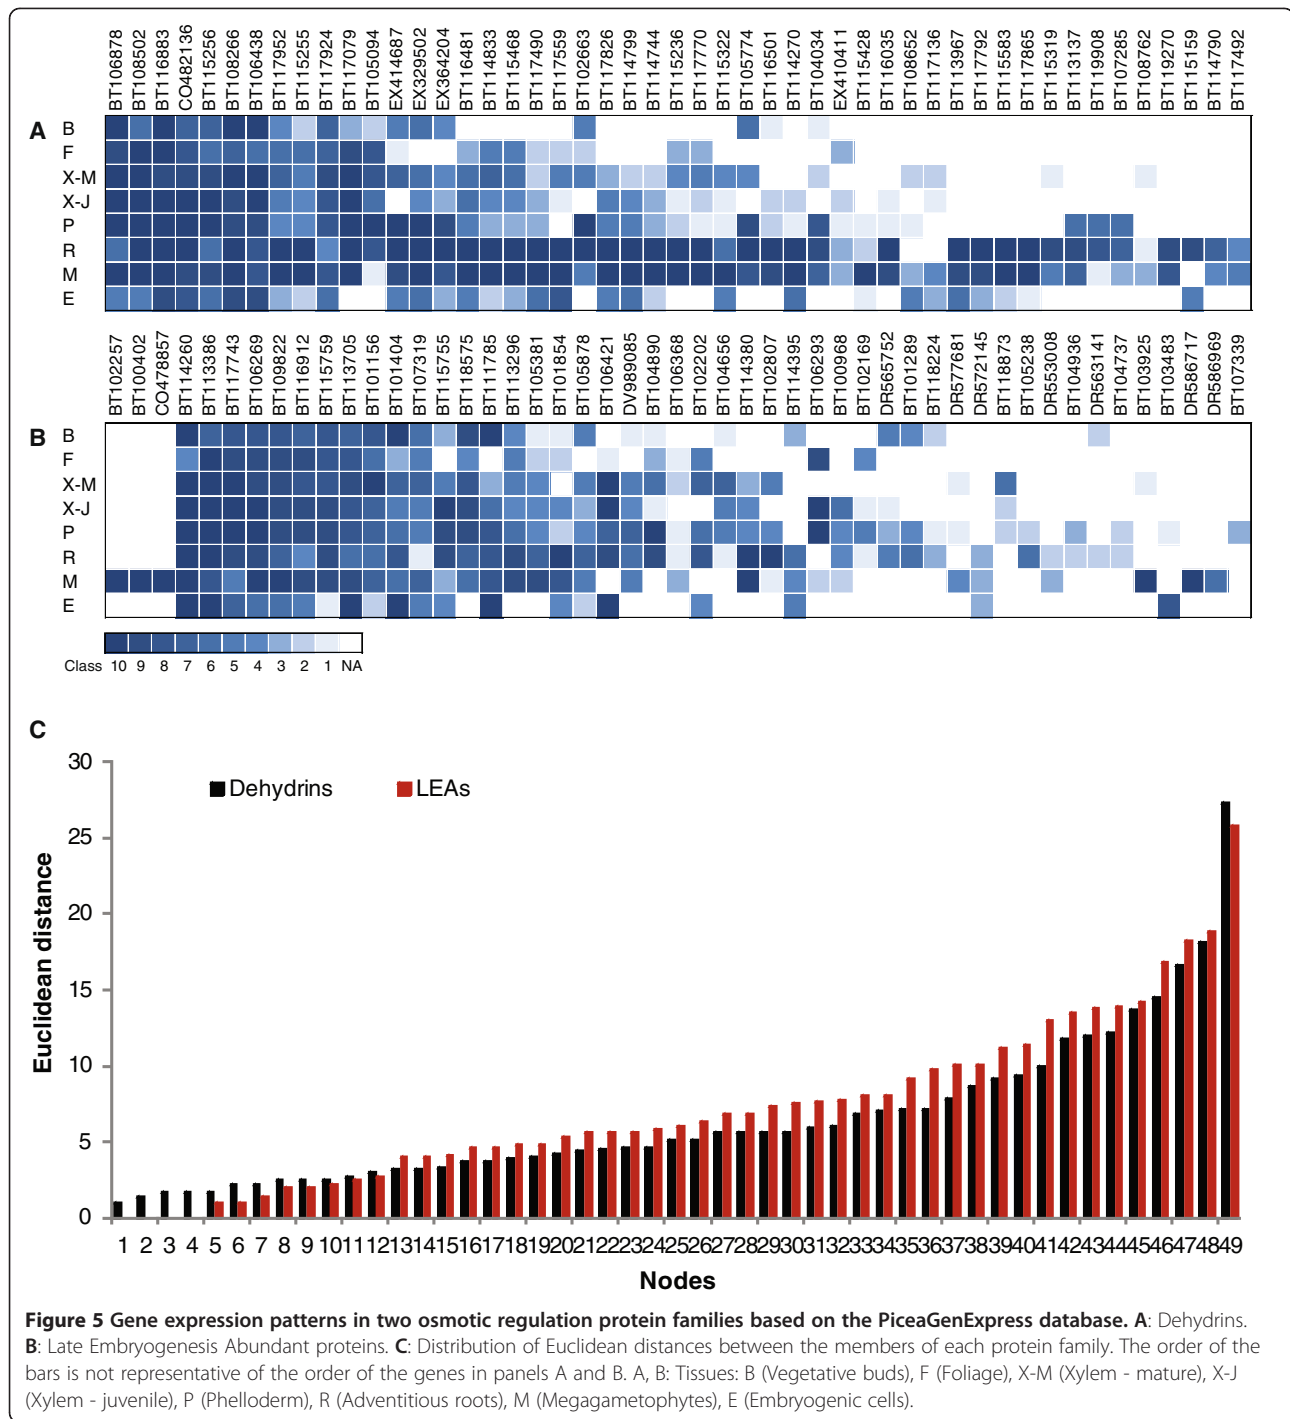 BT106878 BT108502 BT116883 CO482136 BT115256 BT108266 BT106438 BT117952 BT115255 BT117924 BT117079 BT105094 EX414687 EX329502 EX364204 BT116481 BT114833 BT115468 BT117490 BT117559 BT102663 BT117826 BT114799 BT114744 BT115236 BT117770 BT115322 BT105774 BT116501 BT114270 BT104034 EX410411 BT115428 BT116035 BT108652 BT117136 BT113967 BT117792 BT115583 BT117865 BT115319 BT113137 BT119908 BT107285 BT108762 BT119270 BT115159 BT114790 BT117492
A
B
F
X-M
X-J
P
R
M
E
BT102257 BT100402 CO478857 BT114260 BT113386 BT117743 BT106269 BT109822 BT116912 BT115759 BT113705 BT101156 BT101404 BT107319 BT115755 BT118575 BT111785 BT113296 BT105381 BT101854 BT105878 BT106421 DV989085 BT104890 BT106368 BT102202 BT104656 BT114380 BT102807 BT114395 BT106293 BT100968 BT102169 DR565752 BT101289 BT118224 DR577681 DR572145 BT118873 BT105238 DR553008 BT104936 DR563141 BT104737 BT103925 BT103483 DR586717 DR586969 BT107339
B
B
F
X-M
X-J
P
R
M
E
Class 10 9 8 7 6 5 4 3 2 1 NA
C
Dehydrins LEAs
Euclidean distance
30
25
20
15
10
5
0
1 2 3 4 5 6 7 8 9 10 11 12 13 14 15 16 17 18 19 20 21 22 23 24 25 26 27 28 29 30 31 32 33 34 35 36 37 38 39 40 41 42 43 44 45 46 47 48 49
Nodes
Figure 5 Gene expression patterns in two osmotic regulation protein families based on the PiceaGenExpress database. A: Dehydrins.
B: Late Embryogenesis Abundant proteins. C: Distribution of Euclidean distances between the members of each protein family. The order of the
bars is not representative of the order of the genes in panels A and B. A, B: Tissues: B (Vegetative buds), F (Foliage), X-M (Xylem - mature), X-J
(Xylem - juvenile), P (Phelloderm), R (Adventitious roots), M (Megagametophytes), E (Embryogenic cells).